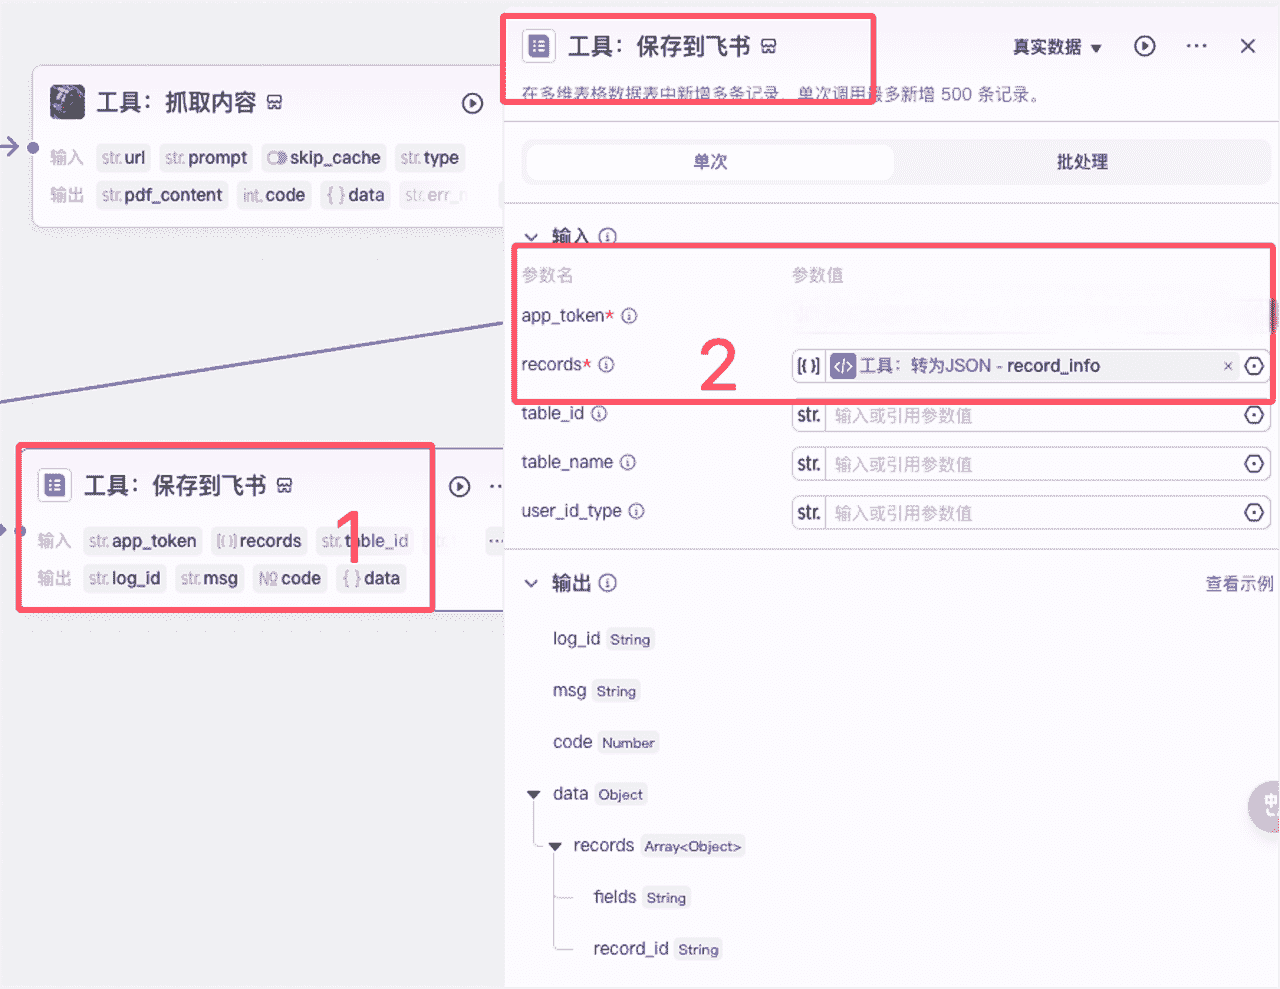 工具：抓取内容
输入 str.url str.prompt skip_cache str.type
输出 str.pdf_content int.code { } data str.err_
工具：保存到飞书
输入 str.app_token [{}] records str.table_id
输出 str.log_id str.msg № code { } data
1
工具：保存到飞书
真实数据
在多维表格数据表中新增多条记录，单次调用最多新增 500 条记录。
单次 批处理
输入
参数名 参数值
app_token*
records* [{}] 工具：转为JSON - record_info ×
2
table_id str. 输入或引用参数值
table_name str. 输入或引用参数值
user_id_type str. 输入或引用参数值
输出 查看示例
log_id String
msg String
code Number
data Object
records Array<Object>
fields String
record_id String